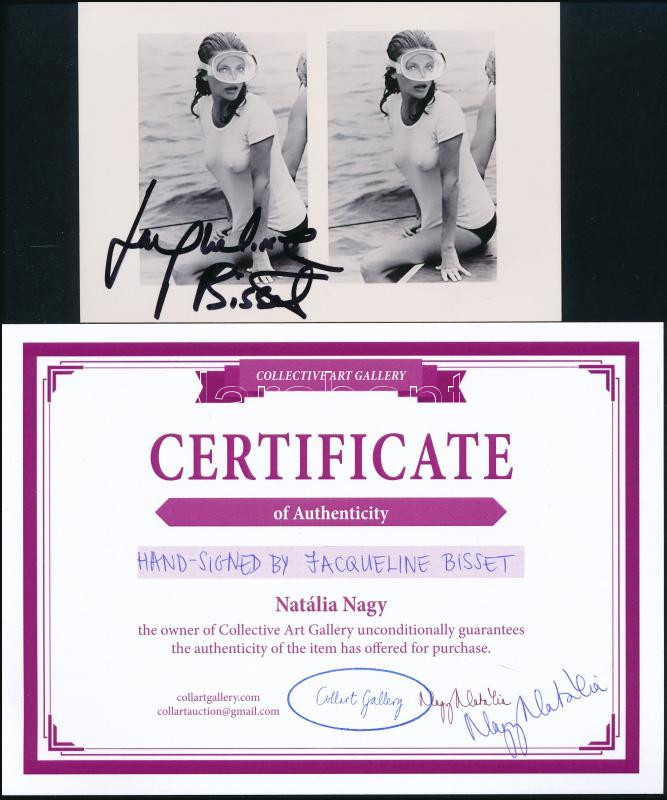 Jacqueline
Bisset
COLLECTIVE ART GALLERY
CERTIFICATE
of Authenticity
HAND-SIGNED BY JACQUELINE BISSET
Natália Nagy
the owner of Collective Art Gallery unconditionally guarantees
the authenticity of the item has offered for purchase.
collartgallery.com
collartauction@gmail.com
Collart Gallery
Nagy Natália
Nagy Natália